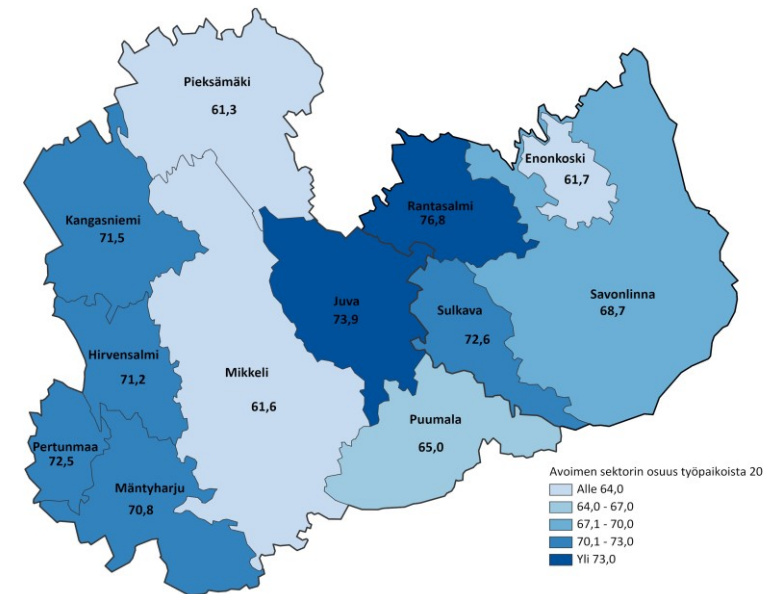 Pieksämäki
61,3
Enonkoski
61,7
Rantasalmi
76,8
Kangasniemi
71,5
Savonlinna
68,7
Juva
73,9
Sulkava
72,6
Hirvensalmi
71,2
Mikkeli
61,6
Puumala
65,0
Pertunmaa
72,5
Mäntyharju
70,8
Avoimen sektorin osuus työpaikoista 20
Alle 64,0
64,0 - 67,0
67,1 - 70,0
70,1 - 73,0
Yli 73,0